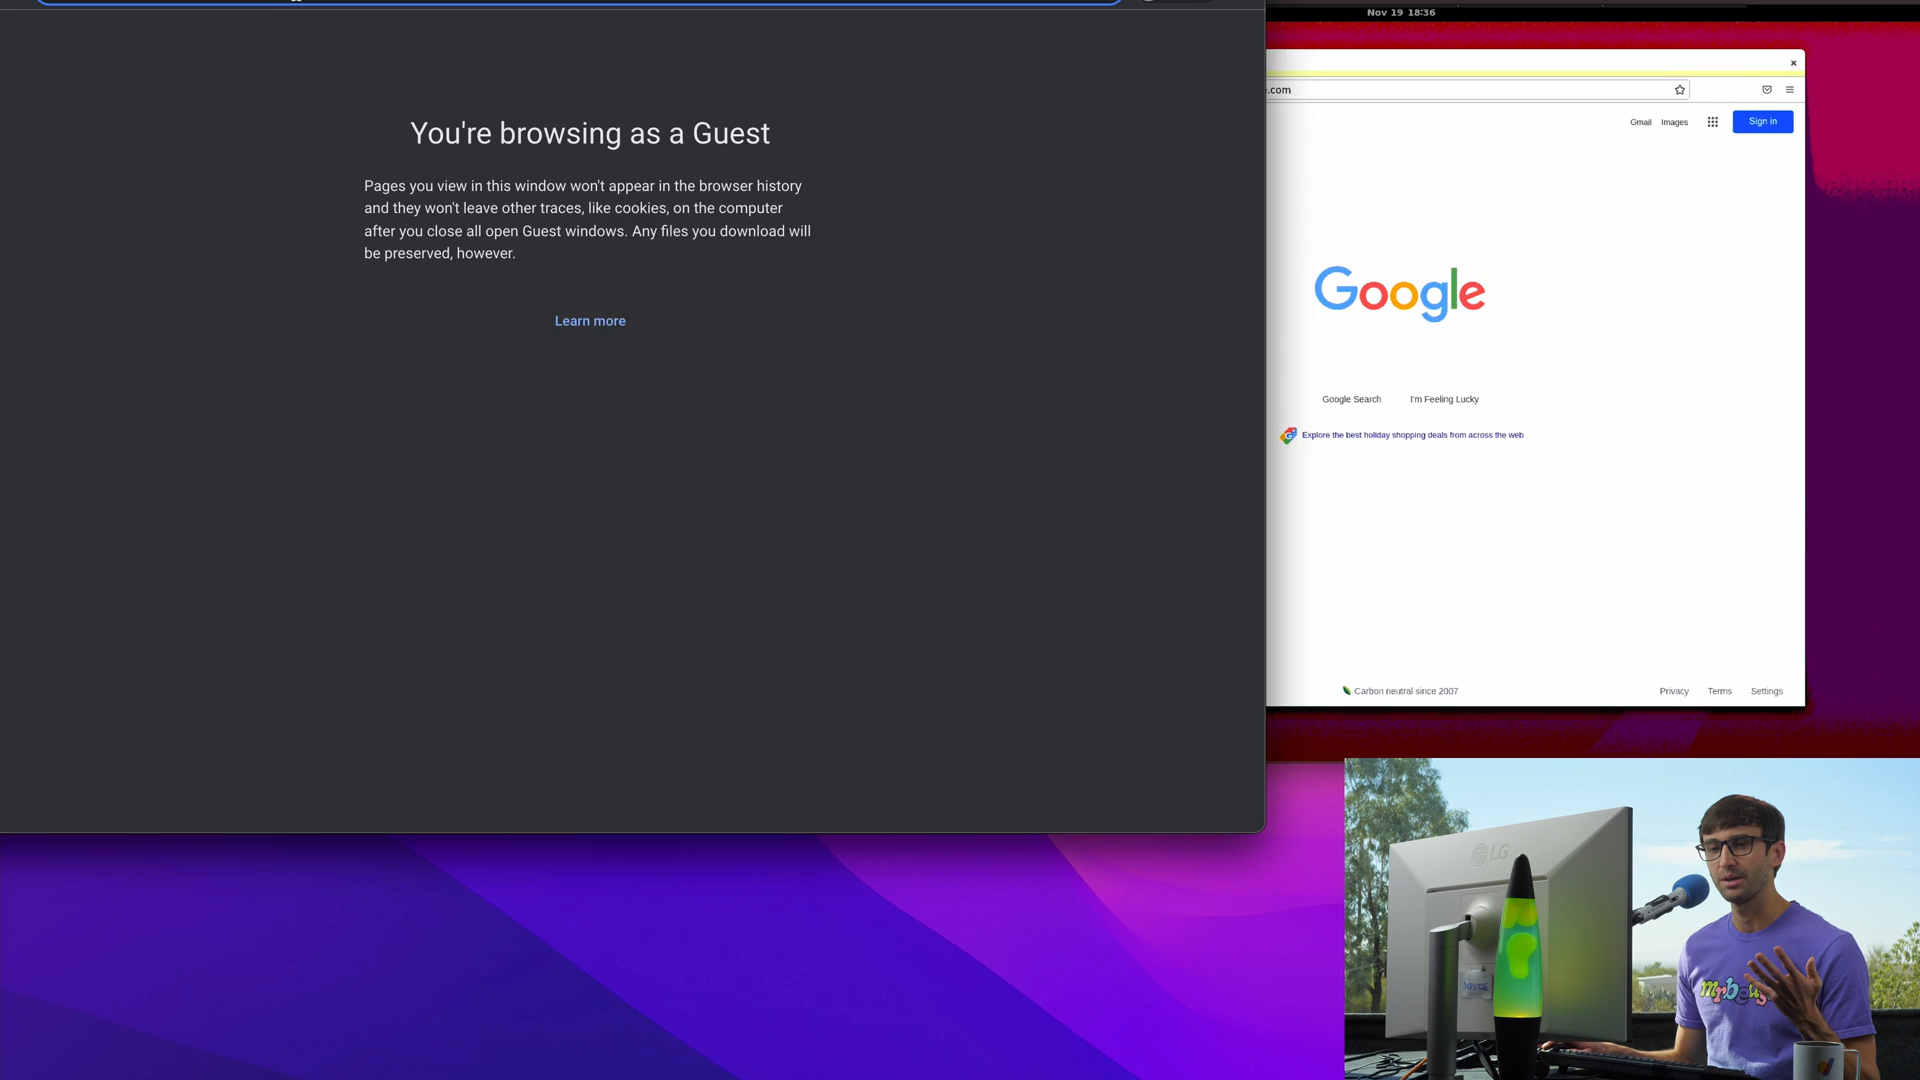 Nov 19 18:36
.com
Gmail Images Sign in
You're browsing as a Guest
Pages you view in this window won't appear in the browser history
and they won't leave other traces, like cookies, on the computer
after you close all open Guest windows. Any files you download will
be preserved, however.
Learn more
Google
Google Search I'm Feeling Lucky
Explore the best holiday shopping deals from across the web
Carbon neutral since 2007
Privacy Terms Settings
LG